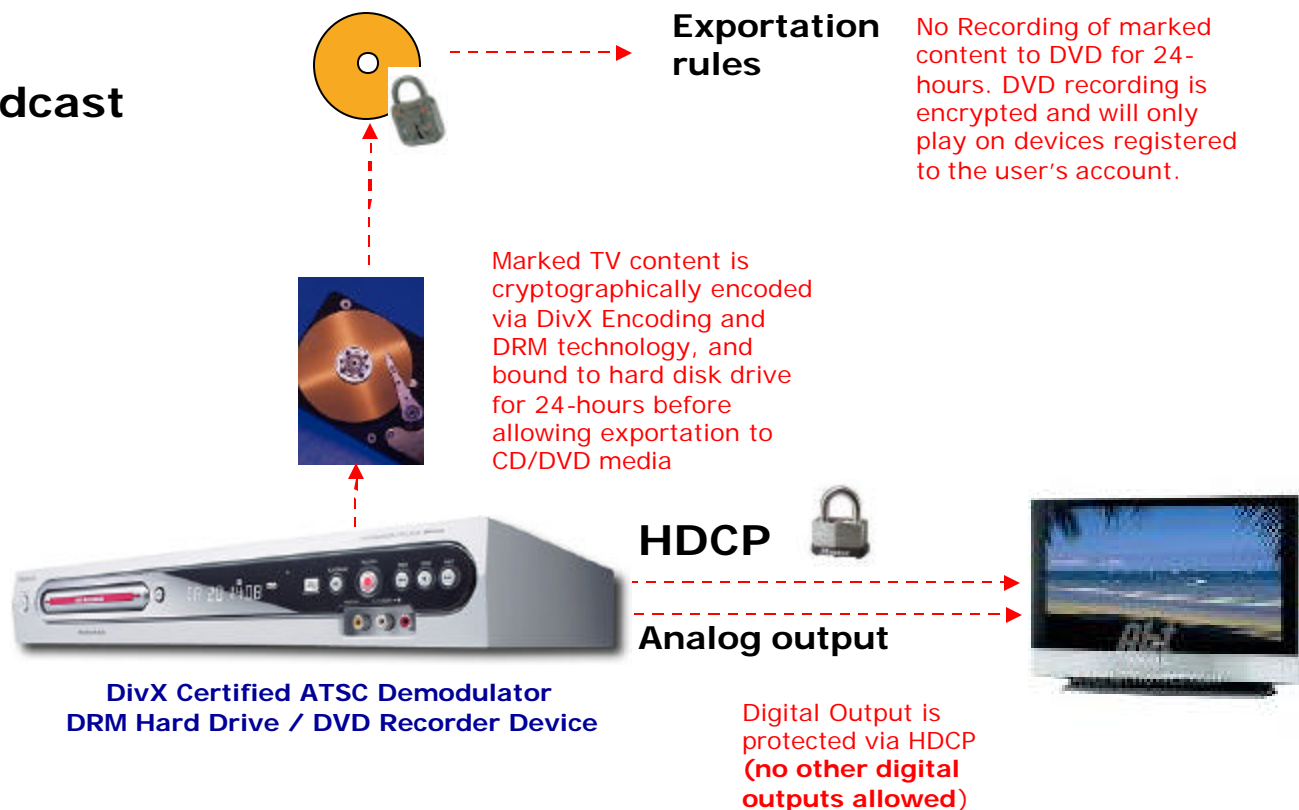 Exportation
rules
No Recording of marked
content to DVD for 24-
hours. DVD recording is
encrypted and will only
play on devices registered
to the user’s account.
dcast
Marked TV content is
cryptographically encoded
via DivX Encoding and
DRM technology, and
bound to hard disk drive
for 24-hours before
allowing exportation to
CD/DVD media
HDCP
Analog output
DivX Certified ATSC Demodulator
DRM Hard Drive / DVD Recorder Device
Digital Output is
protected via HDCP
(no other digital
outputs allowed)